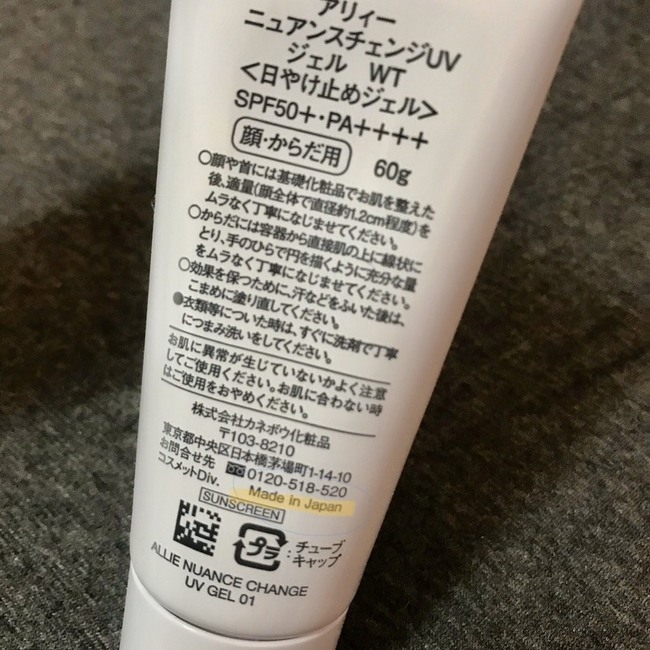 アリィー
ニュアンスチェンジUV
ジェル WT
<日やけ止めジェル>
SPF50+・PA++++
顔・からだ用 60g
○顔や首には基礎化粧品でお肌を整えた
後、適量(顔全体で直径約1.2cm程度)を
ムラなく丁寧になじませてください。
○からだには容器から直接肌の上に線状に
とり、手のひらで円を描くように充分な量
をムラなく丁寧になじませてください。
○効果を保つために、汗などをふいた後は、
こまめに塗り直してください。
●衣類等についた時は、すぐに洗剤で丁寧
につまみ洗いをしてください。
お肌に異常が生じていないかよく注意
してご使用ください。お肌に合わない時
はご使用をおやめください。
株式会社カネボウ化粧品
〒103-8210
東京都中央区日本橋茅場町1-14-10
お問合せ先 0120-518-520
コスメットDiv. Made in Japan
SUNSCREEN
プラ :チューブ
キャップ
ALLIE NUANCE CHANGE
UV GEL 01